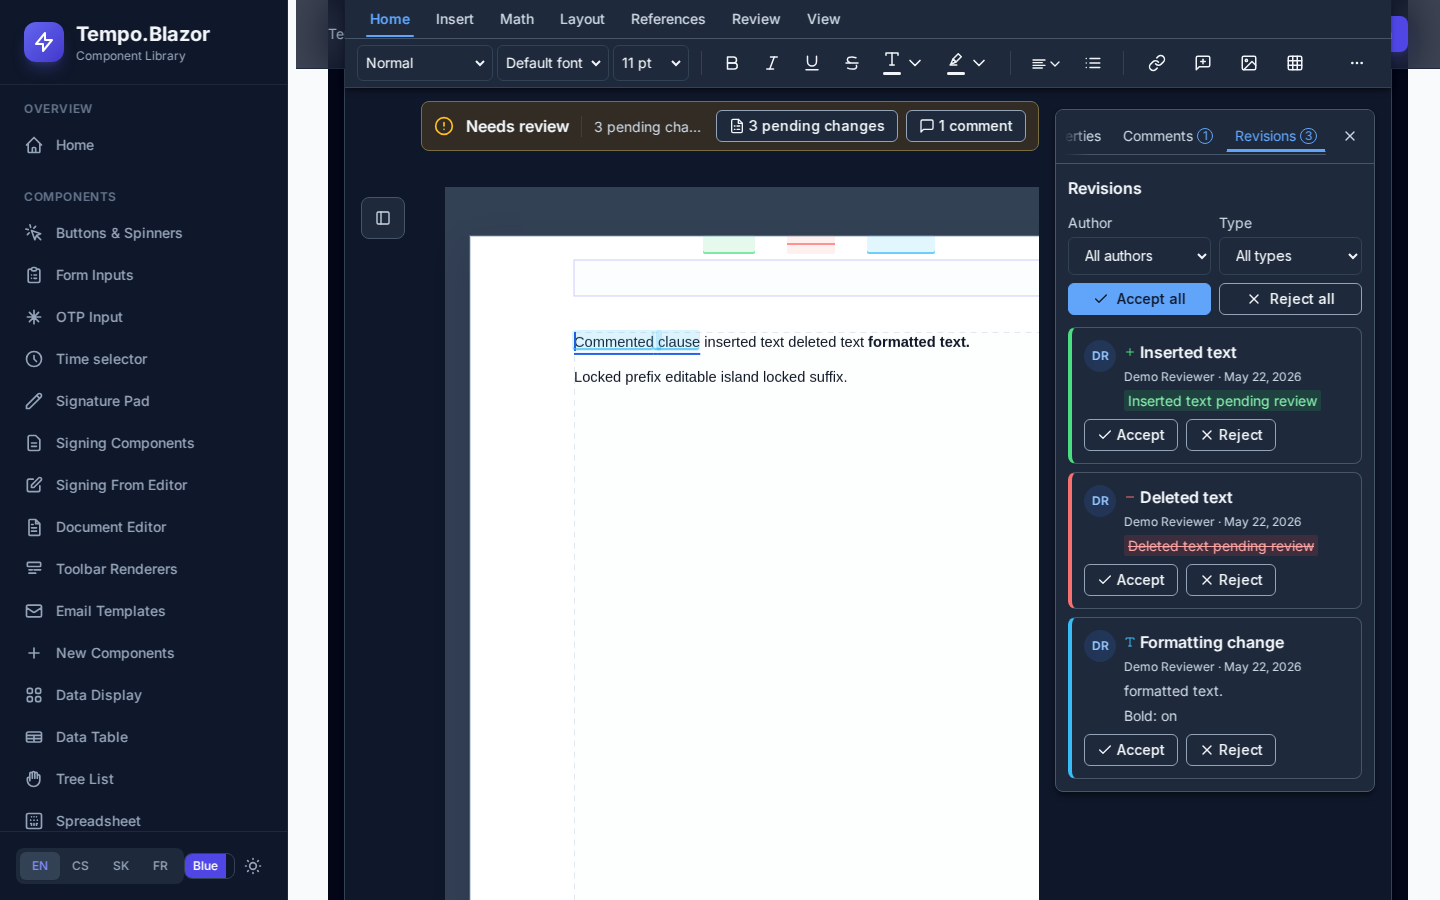 Tempo.Blazor
Component Library
OVERVIEW
Home
COMPONENTS
Buttons & Spinners
Form Inputs
OTP Input
Time selector
Signature Pad
Signing Components
Signing From Editor
Document Editor
Toolbar Renderers
Email Templates
New Components
Data Display
Data Table
Tree List
Spreadsheet
EN CS SK FR Blue
Te
Home Insert Math Layout References Review View
Normal Default font 11 pt
Needs review 3 pending cha... 3 pending changes 1 comment
Commented clause inserted text deleted text formatted text.
Locked prefix editable island locked suffix.
erties Comments 1 Revisions 3
Revisions
Author Type
All authors All types
Accept all Reject all
DR + Inserted text
Demo Reviewer · May 22, 2026
Inserted text pending review
Accept Reject
DR − Deleted text
Demo Reviewer · May 22, 2026
Deleted text pending review
Accept Reject
DR T Formatting change
Demo Reviewer · May 22, 2026
formatted text.
Bold: on
Accept Reject